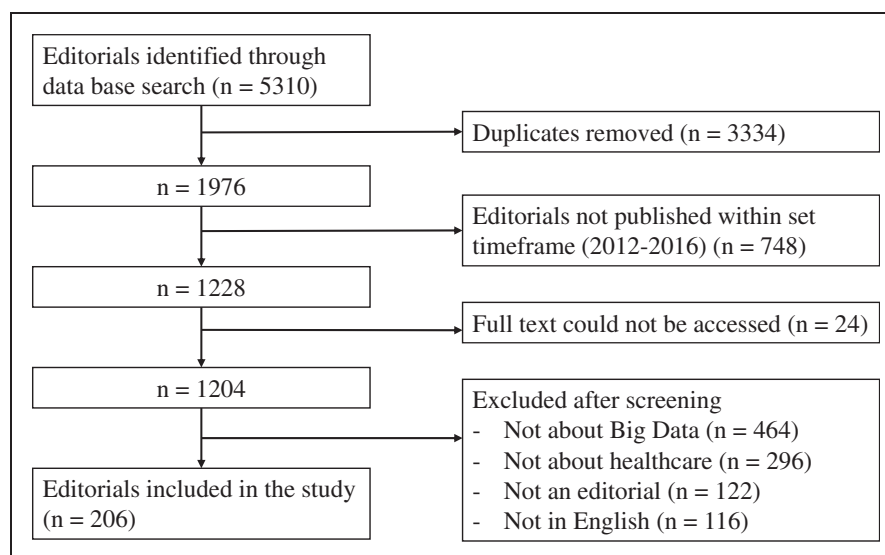 Editorials identified through
data base search (n = 5310)
Duplicates removed (n = 3334)
n = 1976
Editorials not published within set
timeframe (2012-2016) (n = 748)
n = 1228
Full text could not be accessed (n = 24)
n = 1204
Excluded after screening
- Not about Big Data (n = 464)
- Not about healthcare (n = 296)
- Not an editorial (n = 122)
- Not in English (n = 116)
Editorials included in the study
(n = 206)